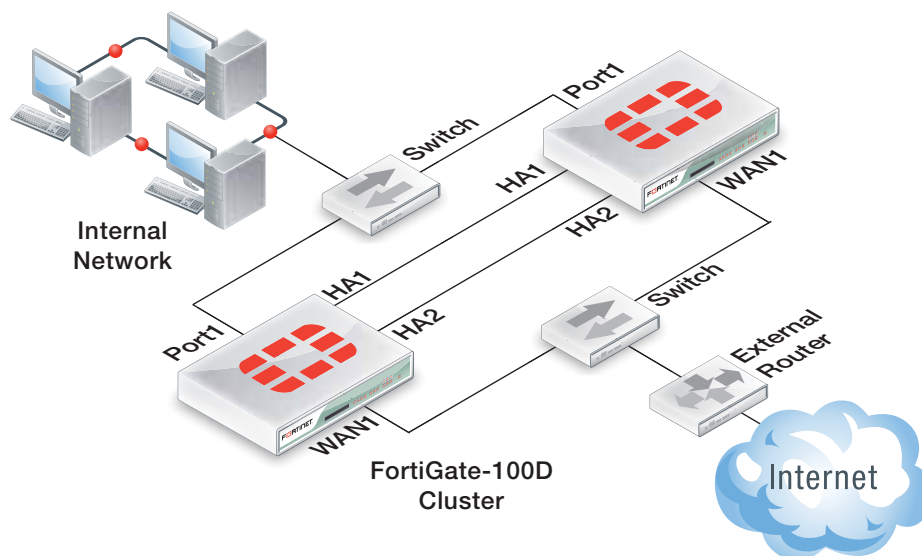 Port1
Switch
HA1
WAN1
FORTINET
HA2
Internal
Network
HA1
Switch
Port1
HA2
External
Router
FORTINET
WAN1
FortiGate-100D
Cluster
Internet